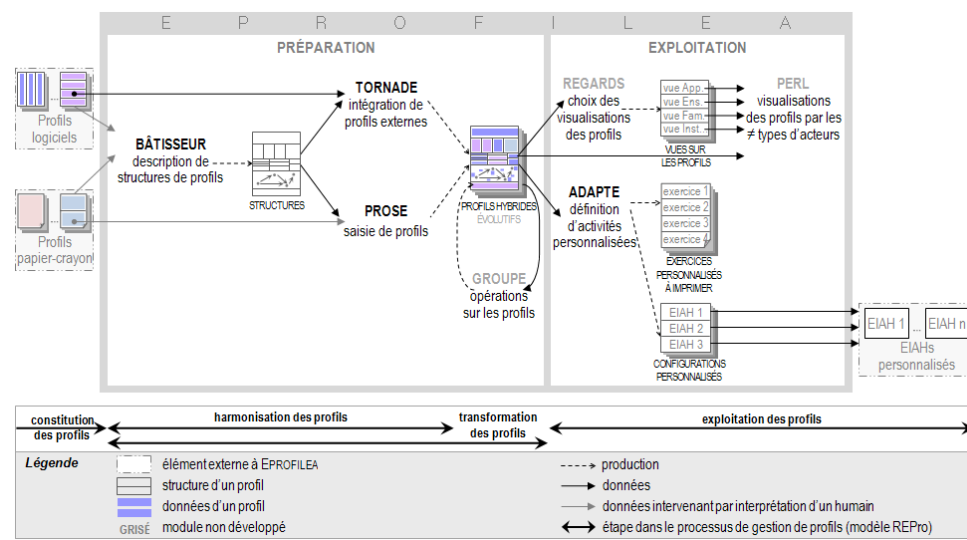 E P R O F I L E A
PRÉPARATION
EXPLOITATION
Profils
logiciels
Profils
papier-crayon
BÂTISSEUR
description de
structures de profils
STRUCTURES
TORNADE
intégration de
profils externes
PROSE
saisie de profils
PROFILS HYBRIDES
ÉVOLUTIFS
GROUPE
opérations
sur les profils
REGARDS
choix des
visualisations
des profils
vue App.
vue Ens.
vue Fam.
vue Inst.
VUES SUR
LES PROFILS
PERL
visualisations
des profils par les
≠ types d'acteurs
ADAPTE
définition
d'activités
personnalisées
exercice 1
exercice 2
exercice 3
exercice 4
EXERCICES
PERSONNALISÉS
À IMPRIMER
EIAH 1
EIAH 2
EIAH 3
CONFIGURATIONS
PERSONNALISÉS
EIAH 1 ... EIAH n
EIAHs
personnalisés
constitution
des profils
harmonisation des profils
transformation
des profils
exploitation des profils
Légende
élément externe à EPROFILEA
structure d'un profil
données d'un profil
GRISÉ module non développé
production
données
données intervenant par interprétation d'un humain
étape dans le processus de gestion de profils (modèle REPro)